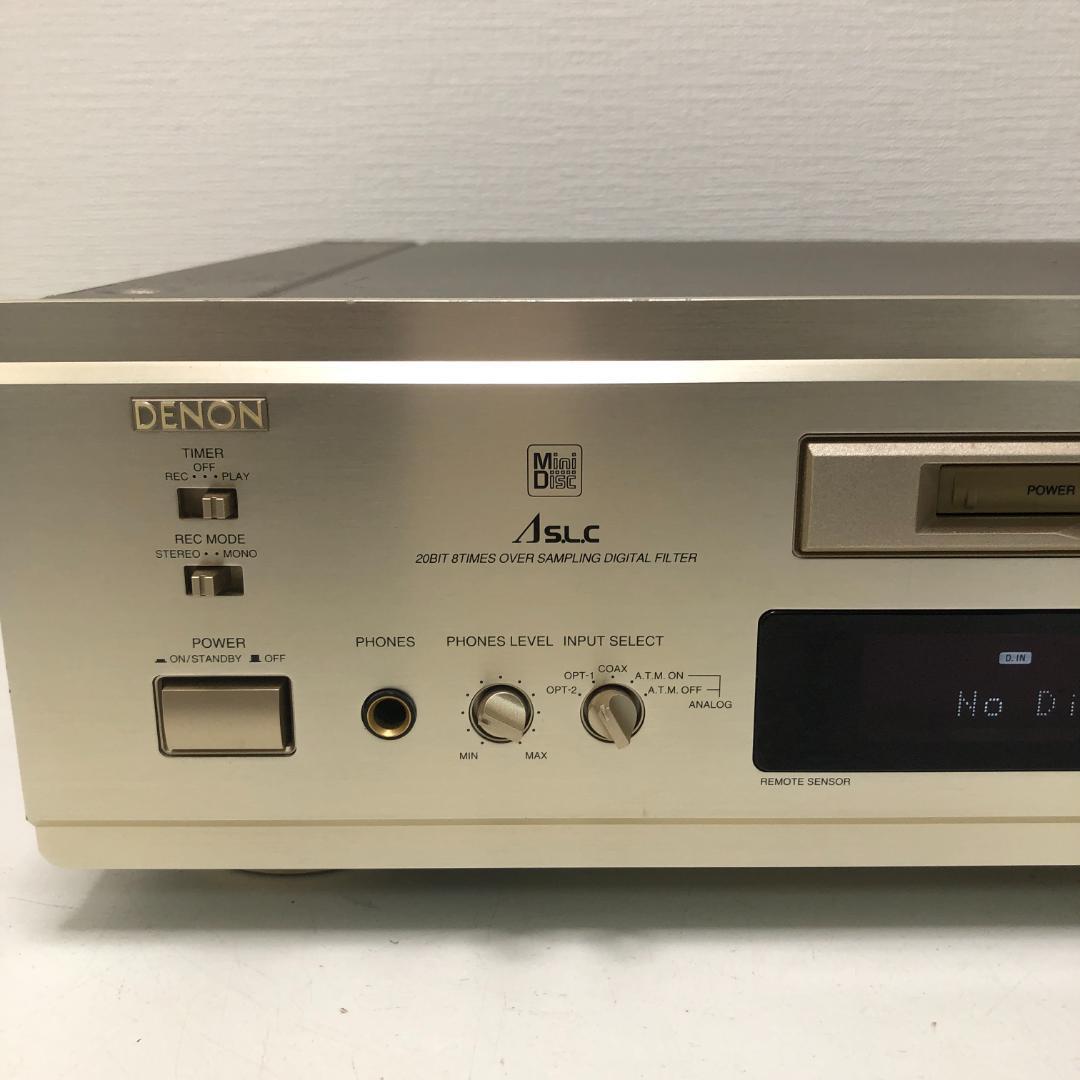 DENON
TIMER
OFF
REC • • • PLAY
REC MODE
STEREO • • MONO
POWER
ON/STANDBY OFF
PHONES
PHONES LEVEL
MIN MAX
INPUT SELECT
COAX
OPT-1 A.T.M. ON
OPT-2 A.T.M. OFF
ANALOG
Mini
Disc
S.L.C
20BIT 8TIMES OVER SAMPLING DIGITAL FILTER
POWER
D. IN
No Di
REMOTE SENSOR